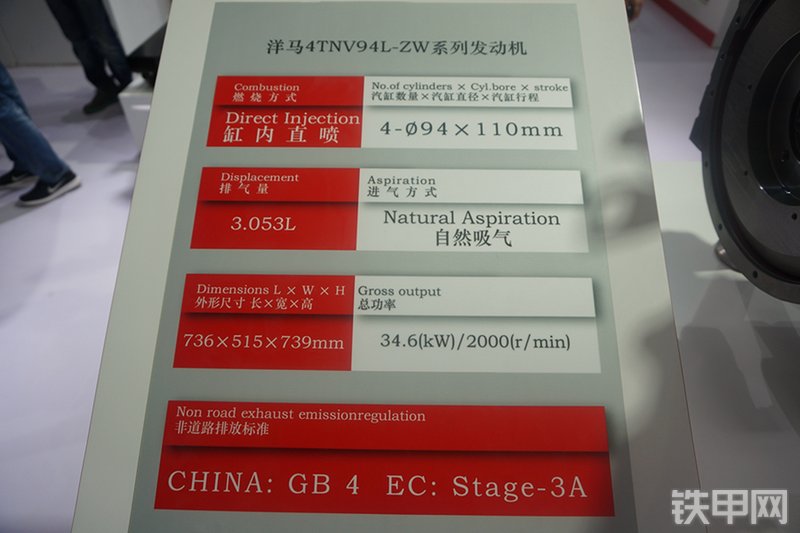 洋马4TNV94L-ZW系列发动机
Combustion
燃烧方式
No.of cylinders × Cyl.bore × stroke
汽缸数量×汽缸直径×汽缸行程
Direct Injection
缸内直喷
4-Ø94×110mm
Displacement
排气量
Aspiration
进气方式
3.053L
Natural Aspiration
自然吸气
Dimensions L × W × H
外形尺寸 长×宽×高
Gross output
总功率
736×515×739mm
34.6(kW)/2000(r/min)
Non road exhaust emissionregulation
非道路排放标准
CHINA: GB 4 EC: Stage-3A
铁甲网